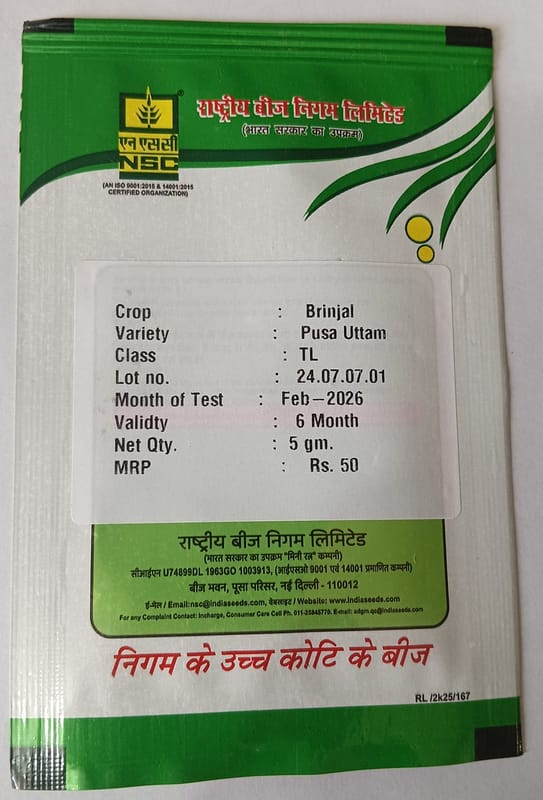 राष्ट्रीय बीज निगम लिमिटेड
(भारत सरकार का उपक्रम)
एन एस सी
NSC
®
(AN ISO 9001:2015 & 14001:2015
CERTIFIED ORGANIZATION)
Crop : Brinjal
Variety : Pusa Uttam
Class : TL
Lot no. : 24.07.07.01
Month of Test : Feb-2026
Validty : 6 Month
Net Qty. : 5 gm.
MRP : Rs. 50
राष्ट्रीय बीज निगम लिमिटेड
(भारत सरकार का उपक्रम "मिनी रत्न" कम्पनी)
सीआईएन U74899DL 1963GO 1003913, (आईएसओ 9001 एवं 14001 प्रमाणित कम्पनी)
बीज भवन, पूसा परिसर, नई दिल्ली - 110012
ई-मेल / Email:nsc@indiaseeds.com, वेबसाइट / Website: www.indiaseeds.com
For any Complaint Contact: Incharge, Consumer Care Cell Ph. 011-25845770. E-mail: adgm.qc@indiaseeds.com
निगम के उच्च कोटि के बीज
RL /2k25/167